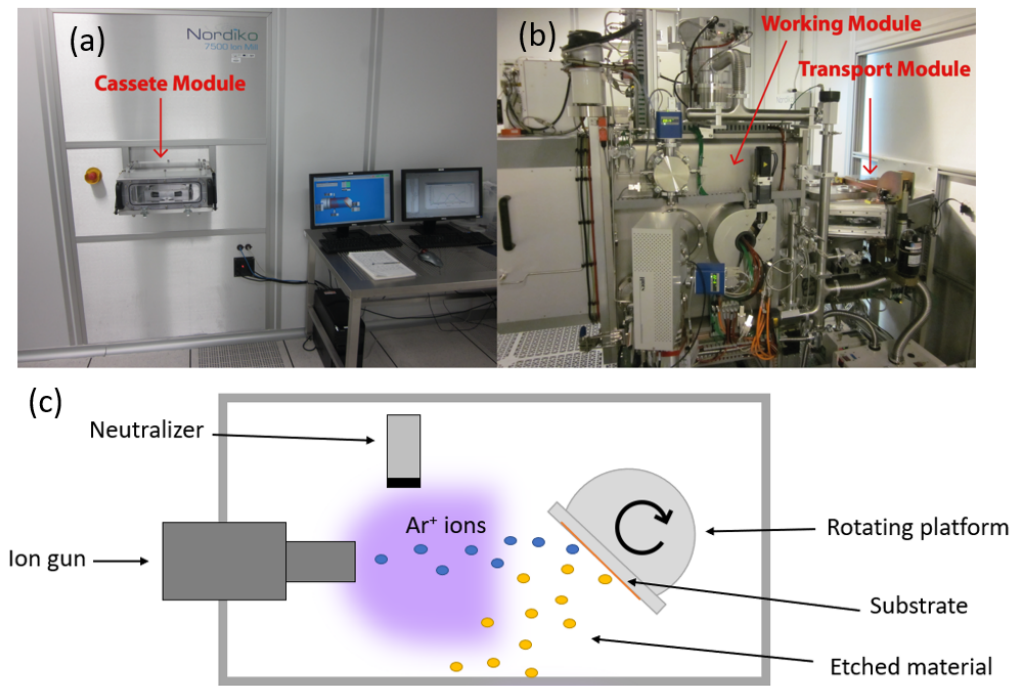 (a)
Nordiko
7500 Ion Mill
Cassete Module
(b)
Working Module
Transport Module
(c)
Neutralizer
Ar⁺ ions
Ion gun
Rotating platform
Substrate
Etched material